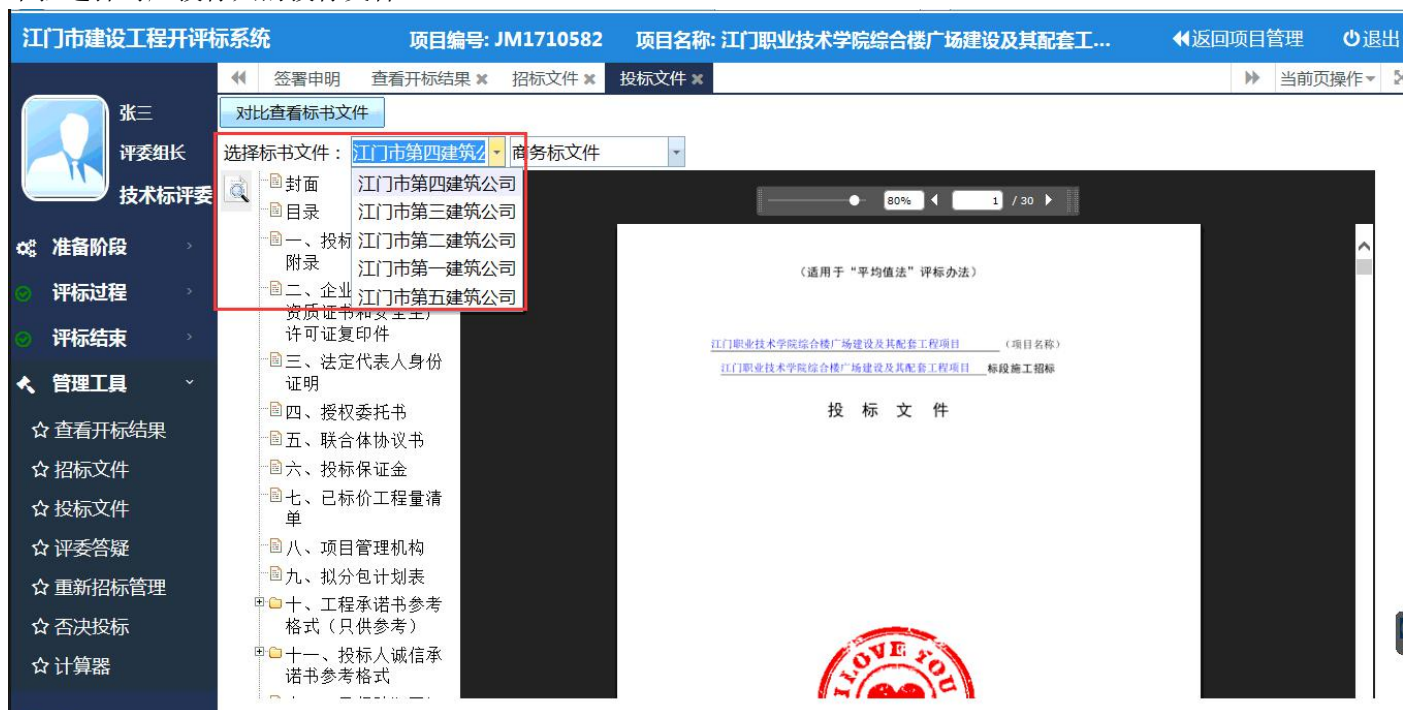 江门市建设工程开评标系统
项目编号: JM1710582
项目名称: 江门职业技术学院综合楼广场建设及其配套工...
返回项目管理
退出
签署申明
查看开标结果
招标文件
投标文件
当前页操作
张三
评委组长
技术标评委
对比查看标书文件
选择标书文件：
江门市第四建筑公
商务标文件
江门市第四建筑公司
江门市第三建筑公司
江门市第二建筑公司
江门市第一建筑公司
江门市第五建筑公司
准备阶段
评标过程
评标结束
管理工具
查看开标结果
招标文件
投标文件
评委答疑
重新招标管理
否决投标
计算器
封面
目录
一、投标
附录
二、企业
资质证书和安全生产
许可证复印件
三、法定代表人身份
证明
四、授权委托书
五、联合体协议书
六、投标保证金
七、已标价工程量清
单
八、项目管理机构
九、拟分包计划表
十、工程承诺书参考
格式（只供参考）
十一、投标人诚信承
诺书参考格式
80%
1 / 30
（适用于“平均值法”评标办法）
江门职业技术学院综合楼广场建设及其配套工程项目 （项目名称）
江门职业技术学院综合楼广场建设及其配套工程项目 标段施工招标
投 标 文 件
I LOVE YOU